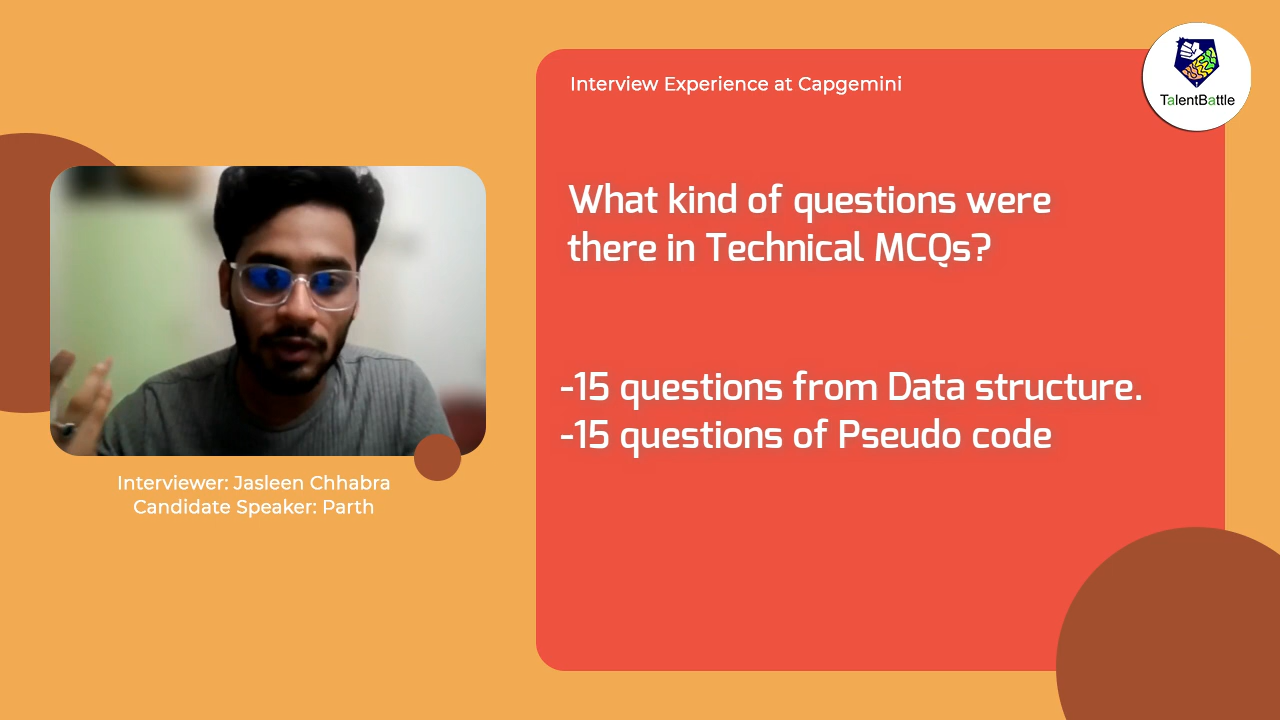 Interview Experience at Capgemini
TalentBattle
What kind of questions were
there in Technical MCQs?
-15 questions from Data structure.
-15 questions of Pseudo code
Interviewer: Jasleen Chhabra
Candidate Speaker: Parth